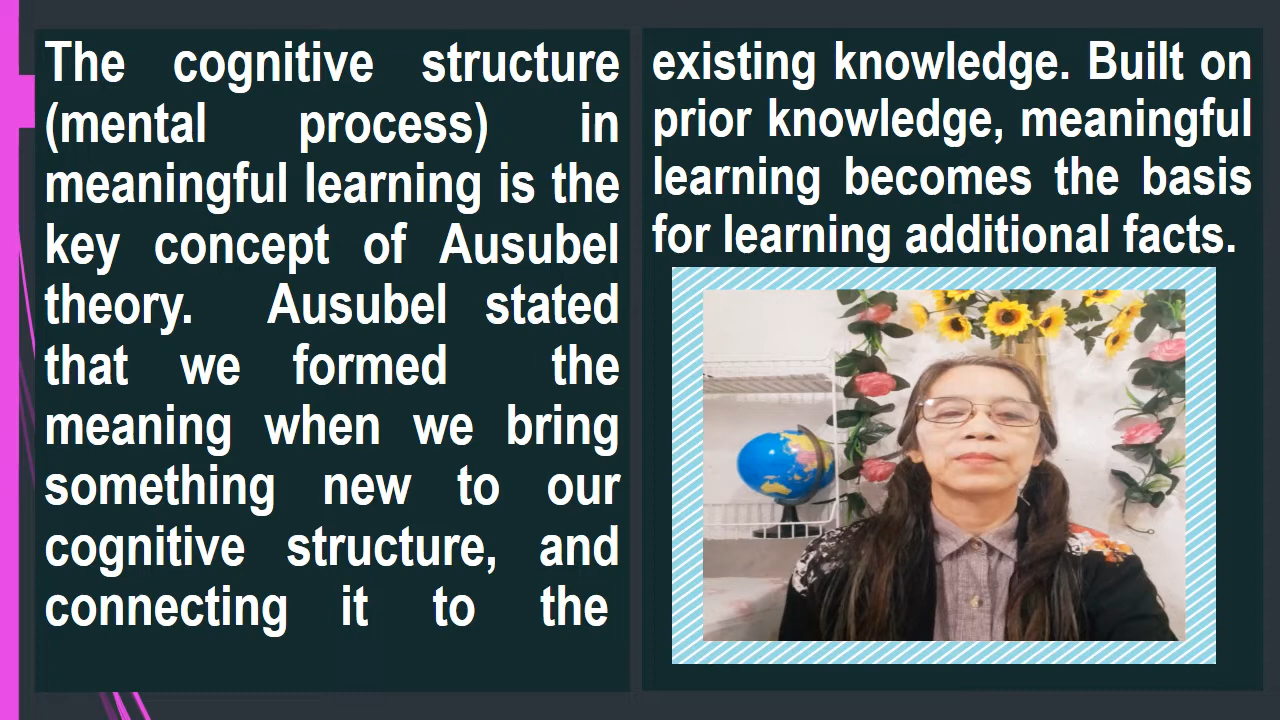 The cognitive structure
(mental process) in
meaningful learning is the
key concept of Ausubel
theory. Ausubel stated
that we formed the
meaning when we bring
something new to our
cognitive structure, and
connecting it to the
existing knowledge. Built on
prior knowledge, meaningful
learning becomes the basis
for learning additional facts.